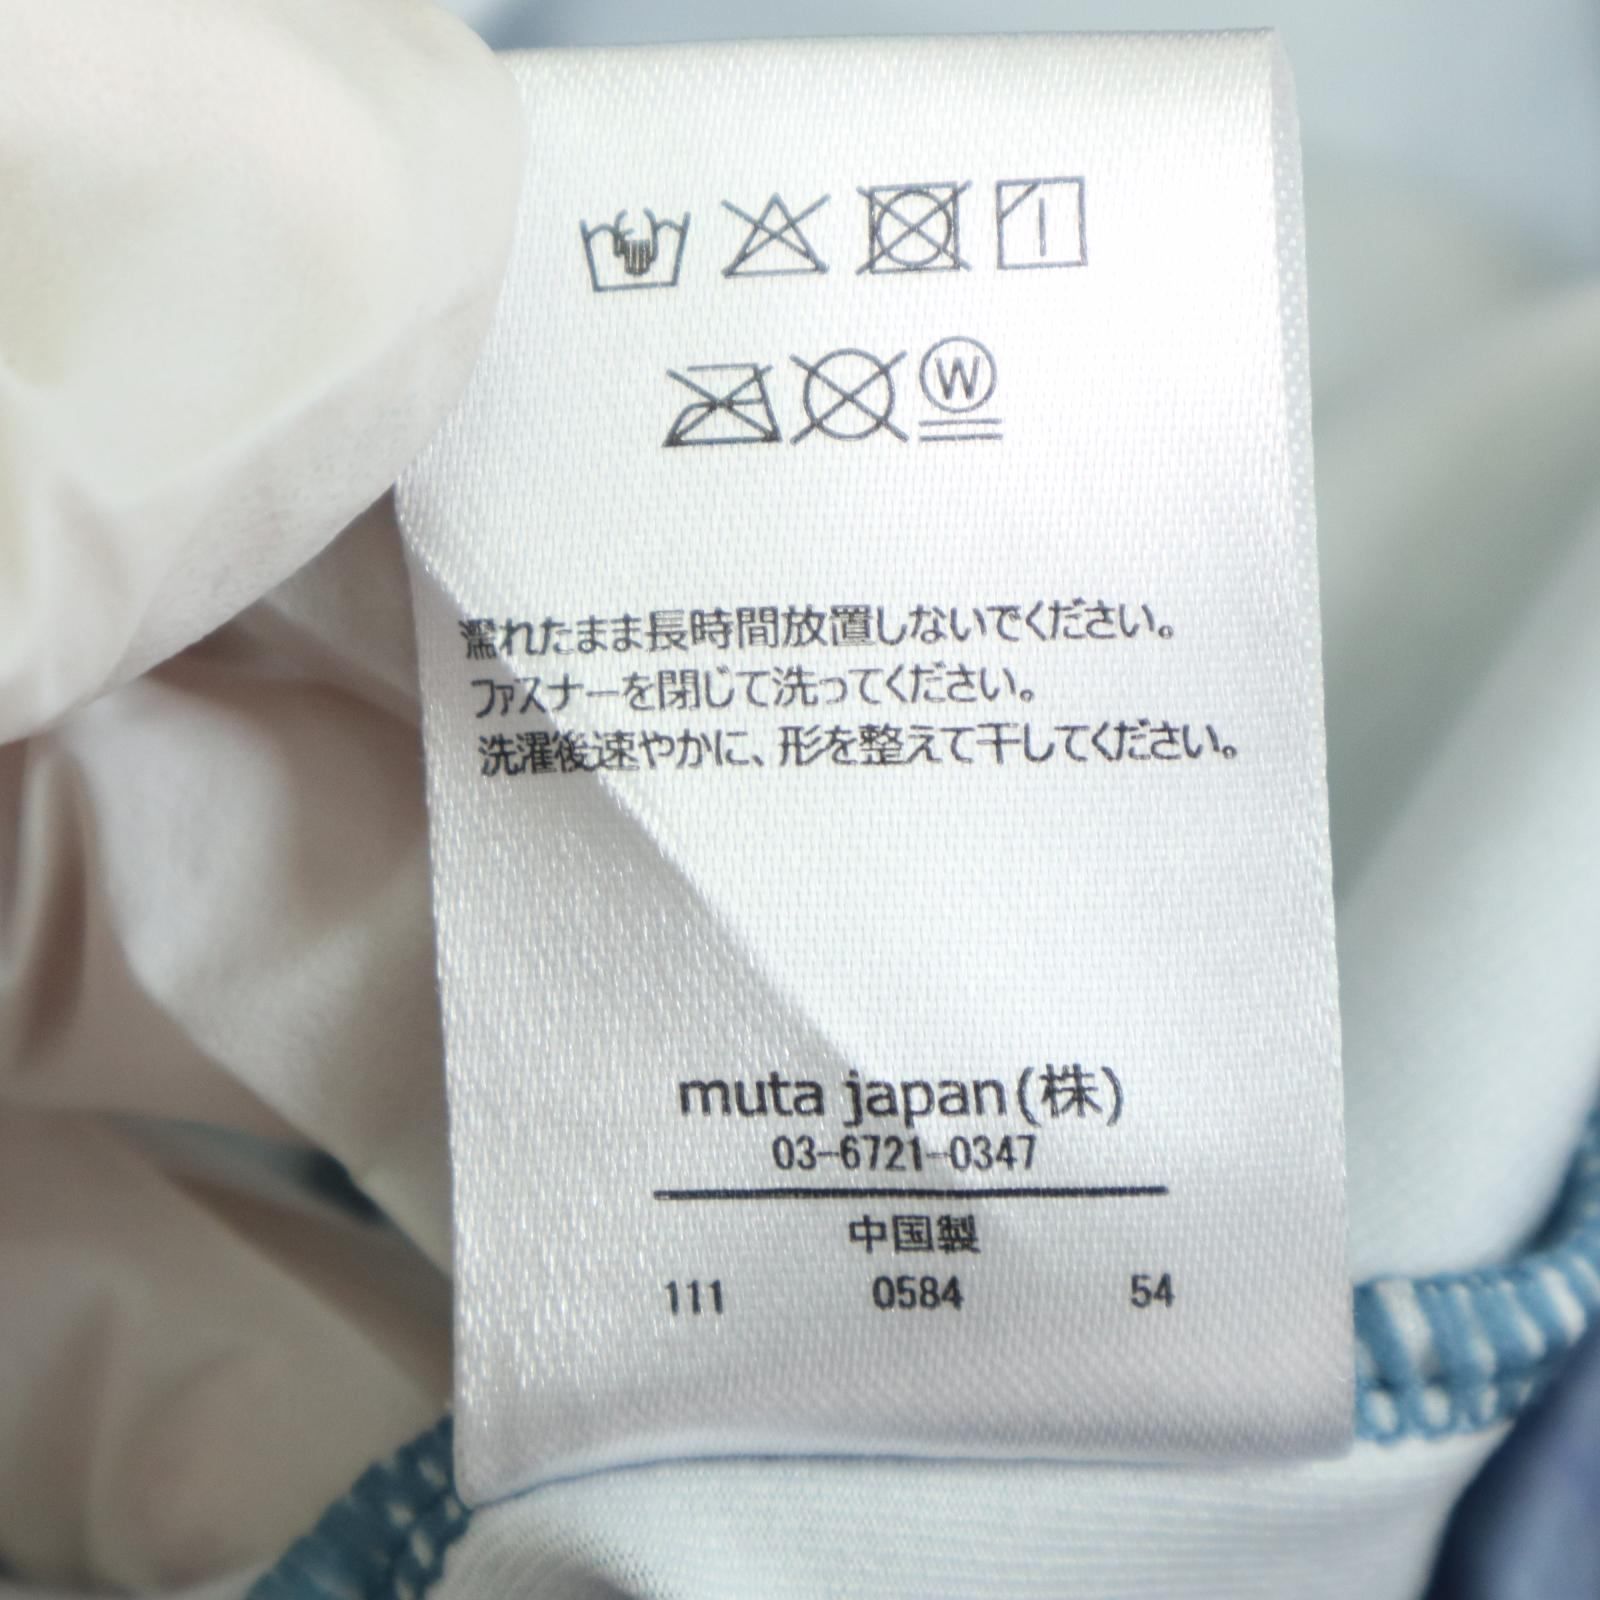 W
濡れたまま長時間放置しないでください。
ファスナーを閉じて洗ってください。
洗濯後速やかに、形を整えて干してください。
muta japan(株)
03-6721-0347
中国製
111 0584 54